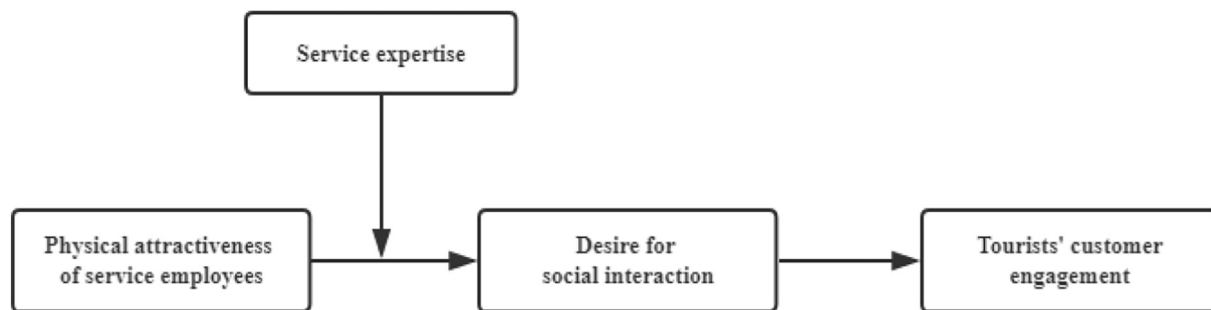 Service expertise
Physical attractiveness
of service employees
Desire for
social interaction
Tourists' customer
engagement